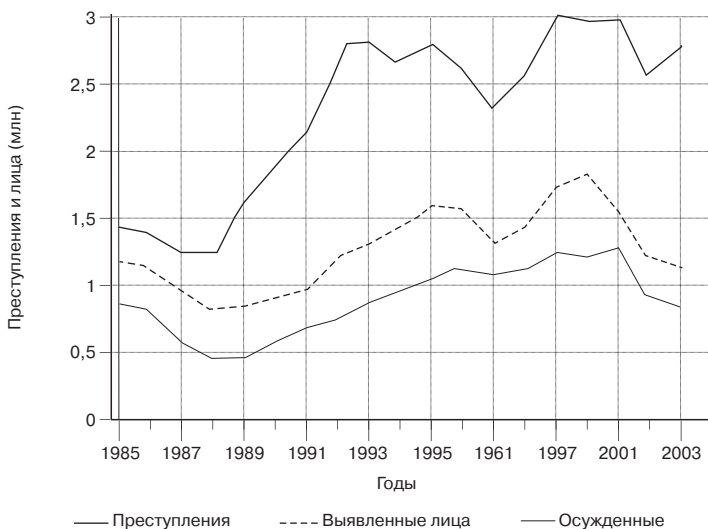 Преступления и лица (млн)
3
2,5
2
1,5
1
0,5
0
1985 1987 1989 1991 1993 1995 1961 1997 2001 2003
Годы
Преступления Выявленные лица Осужденные